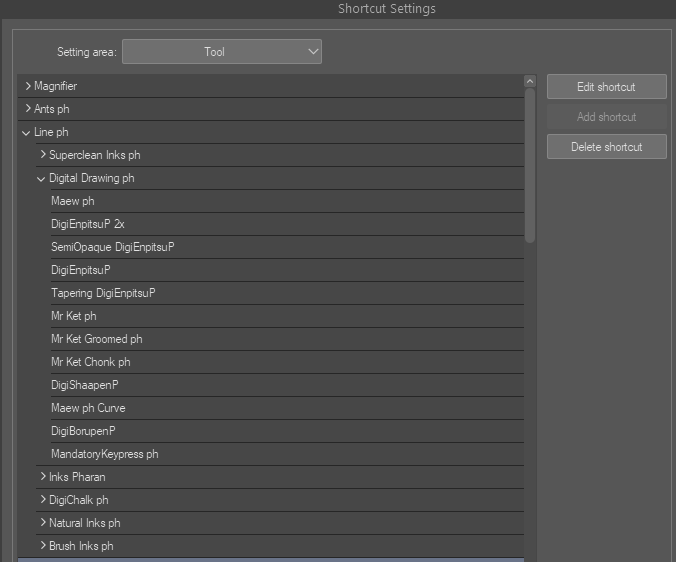 Shortcut Settings
Setting area: Tool
Magnifier
Edit shortcut
Ants ph
Add shortcut
Line ph
Delete shortcut
Superclean Inks ph
Digital Drawing ph
Maew ph
DigiEnpitsuP 2x
SemiOpaque DigiEnpitsuP
DigiEnpitsuP
Tapering DigiEnpitsuP
Mr Ket ph
Mr Ket Groomed ph
Mr Ket Chonk ph
DigiShaapenP
Maew ph Curve
DigiBorupenP
MandatoryKeypress ph
Inks Pharan
DigiChalk ph
Natural Inks ph
Brush Inks ph